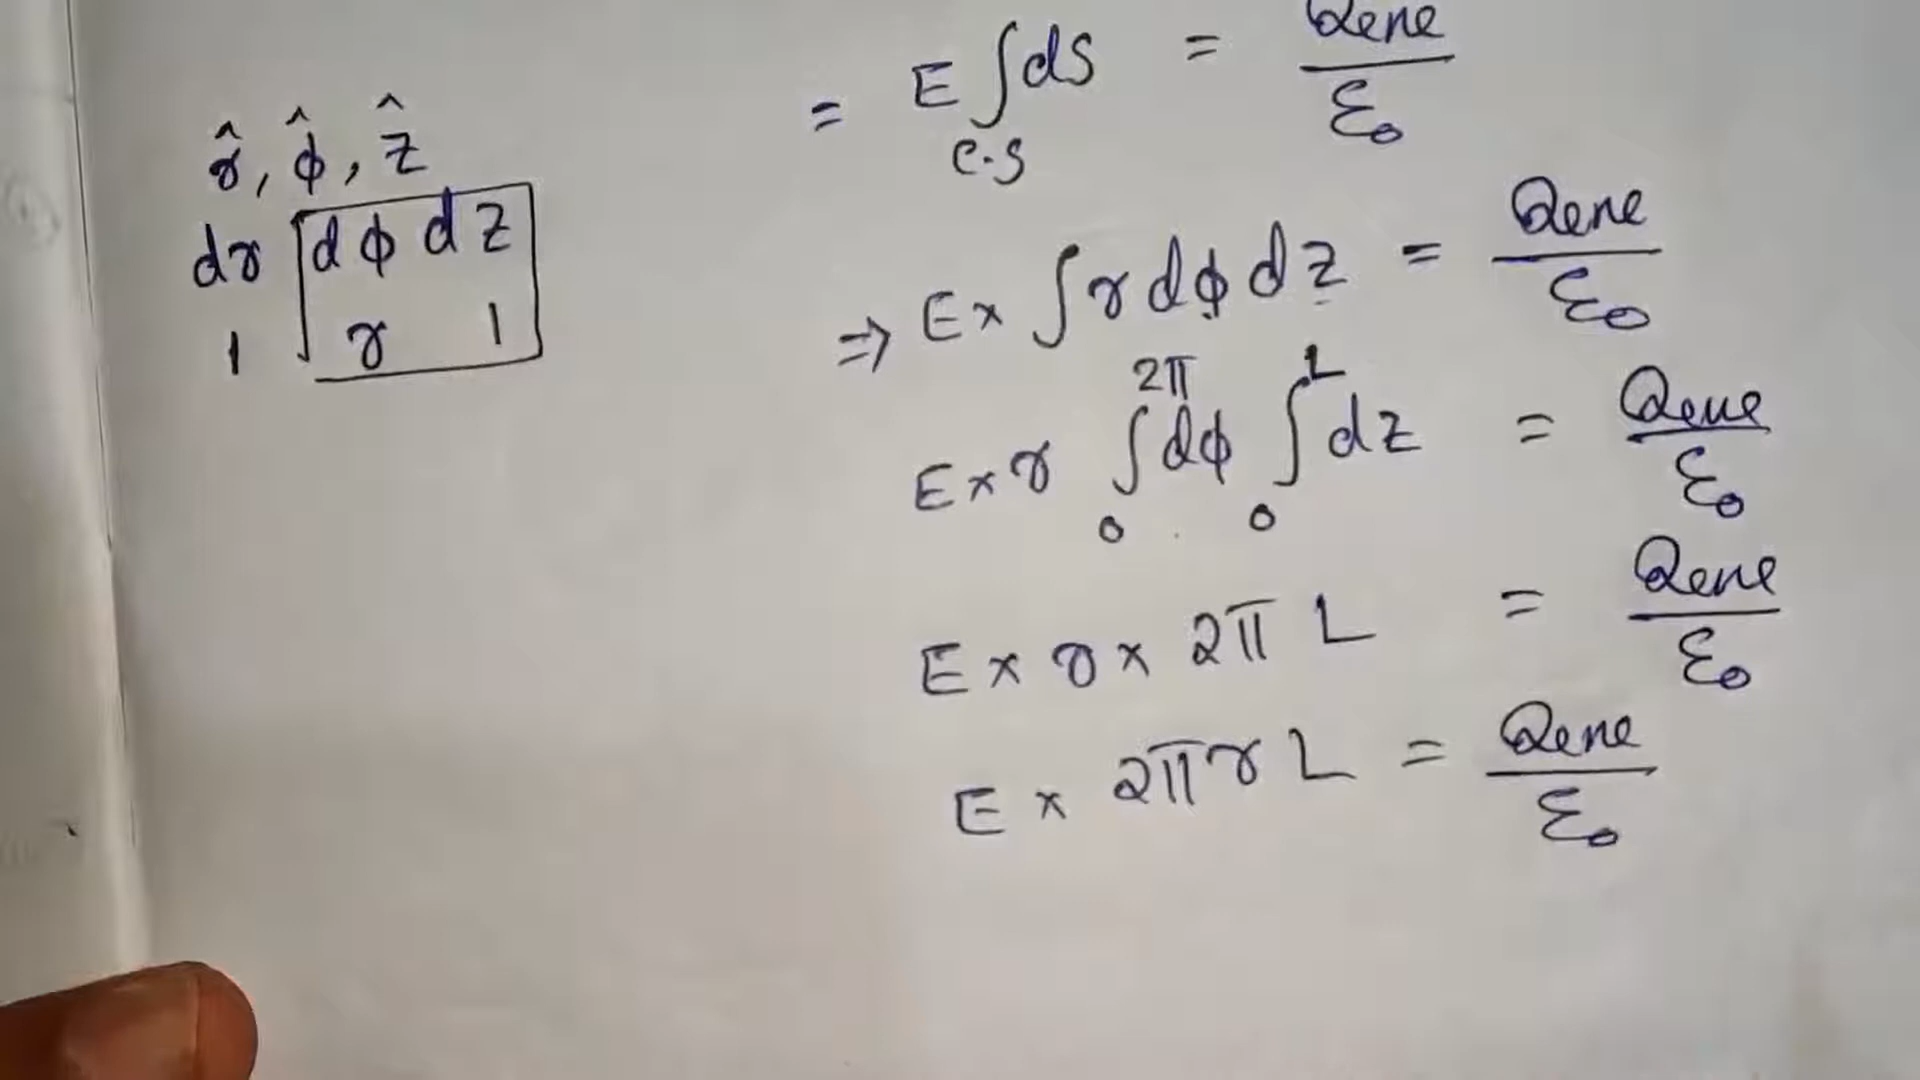 r̂, φ̂, ẑ
dr dφ dz
1 r 1
= E ∫ ds = Qenc / ε₀
C.S
⇒ E × ∫ r dφ dz = Qenc / ε₀
E × r ∫₀^2π dφ ∫₀^L dz = Qenc / ε₀
E × r × 2π L = Qenc / ε₀
E × 2πr L = Qenc / ε₀